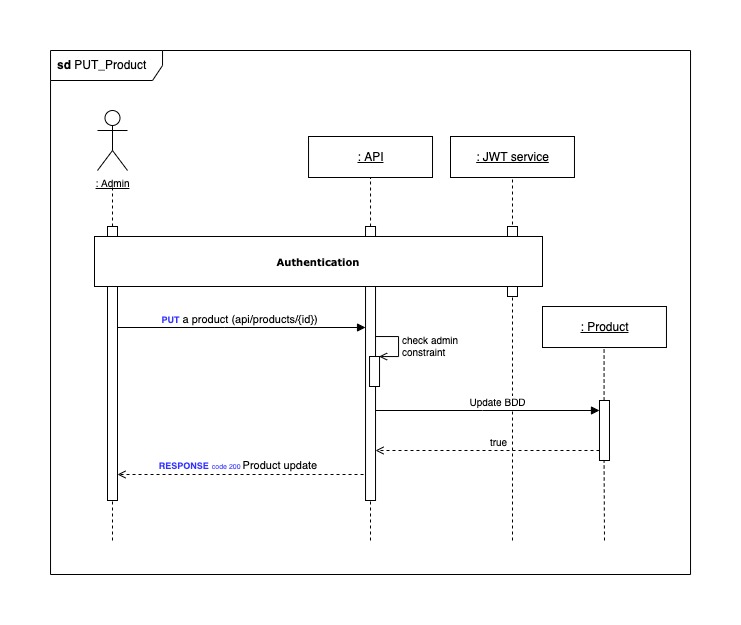 sd PUT_Product
: Admin
: API
: JWT service
Authentication
PUT a product (api/products/{id})
: Product
check admin
constraint
Update BDD
true
RESPONSE code 200 Product update